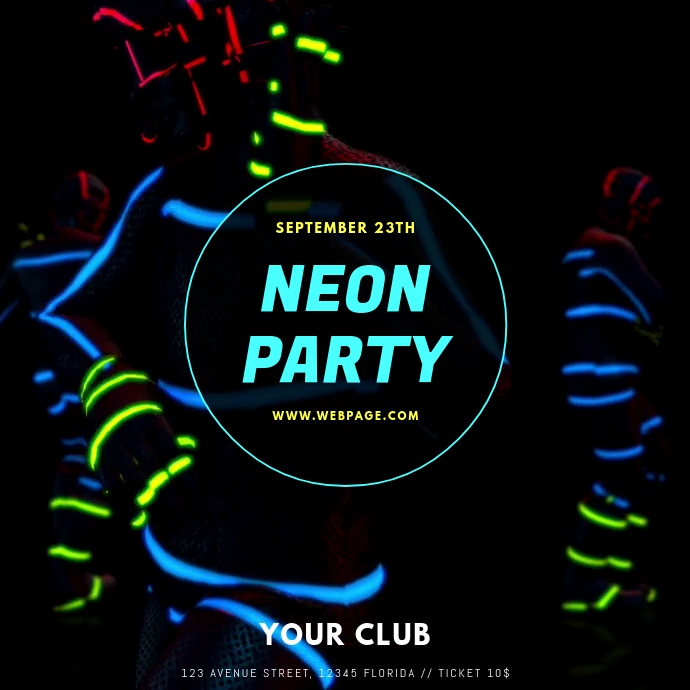 SEPTEMBER 23TH
NEON
PARTY
WWW.WEBPAGE.COM
YOUR CLUB
123 AVENUE STREET, 12345 FLORIDA // TICKET 10$